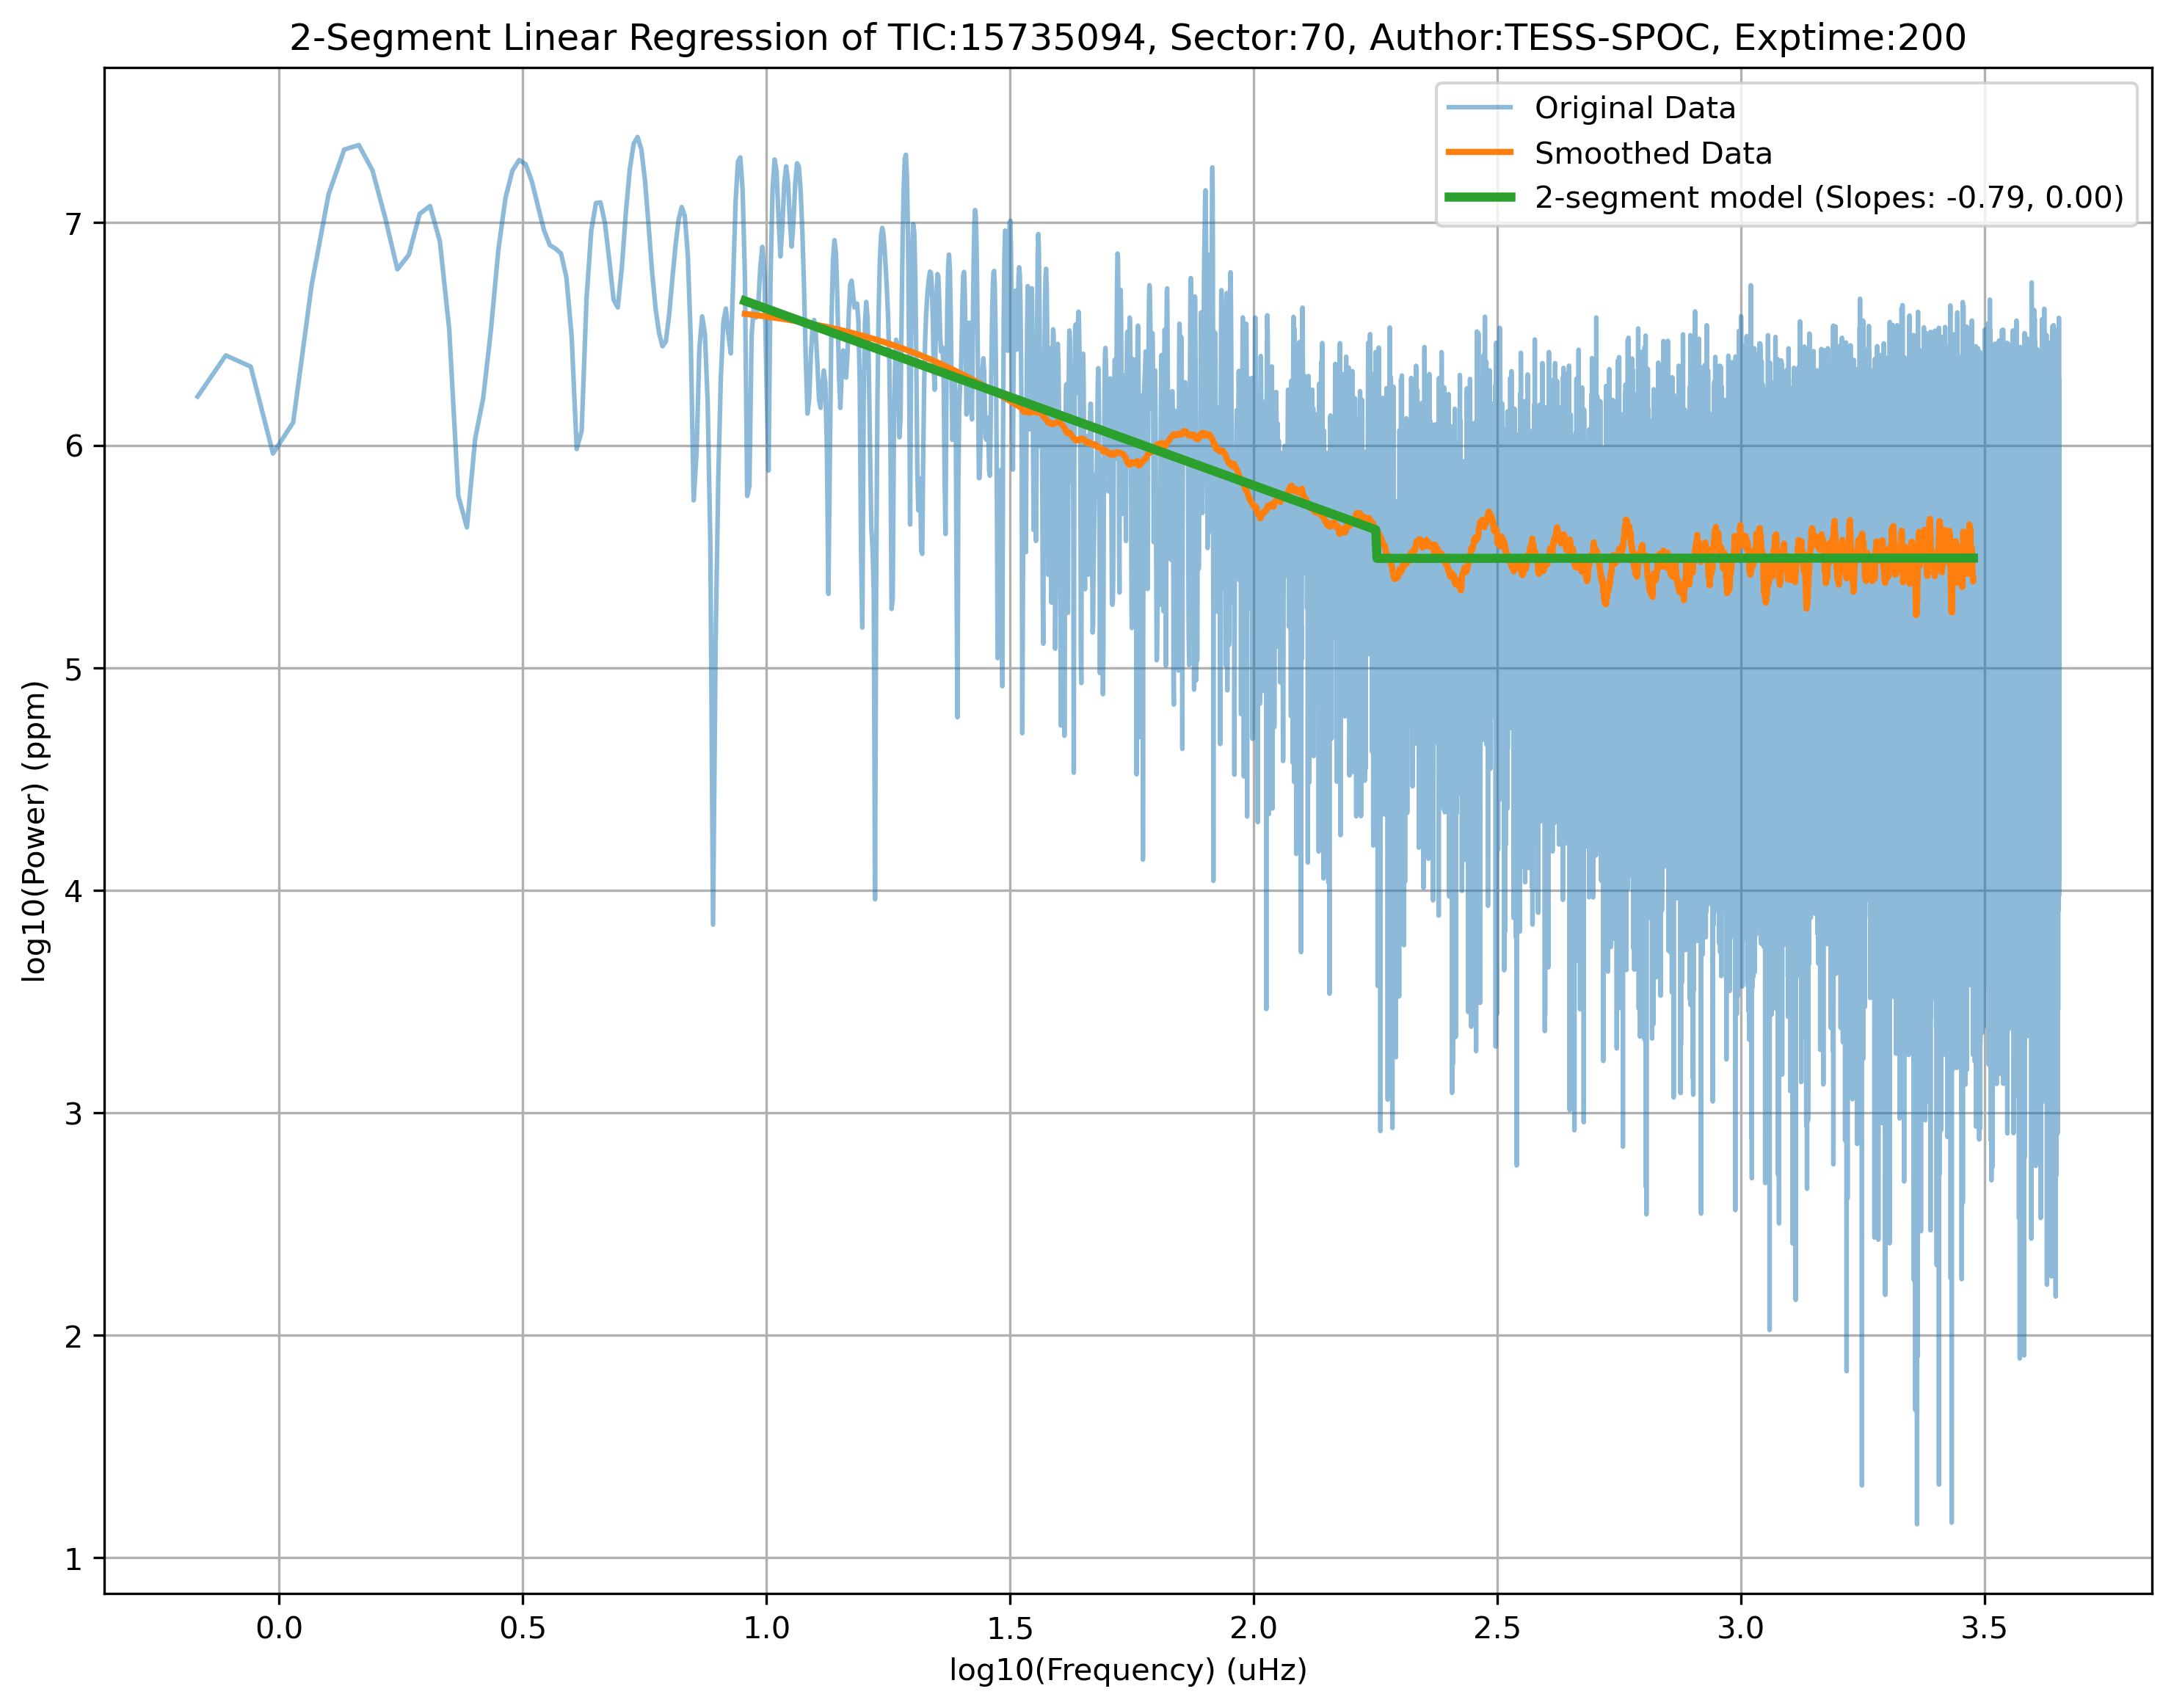 2-Segment Linear Regression of TIC:15735094, Sector:70, Author:TESS-SPOC, Exptime:200
Original Data
Smoothed Data
2-segment model (Slopes: -0.79, 0.00)
log10(Power) (ppm)
7
6
5
4
3
2
1
0.0 0.5 1.0 1.5 2.0 2.5 3.0 3.5
log10(Frequency) (uHz)